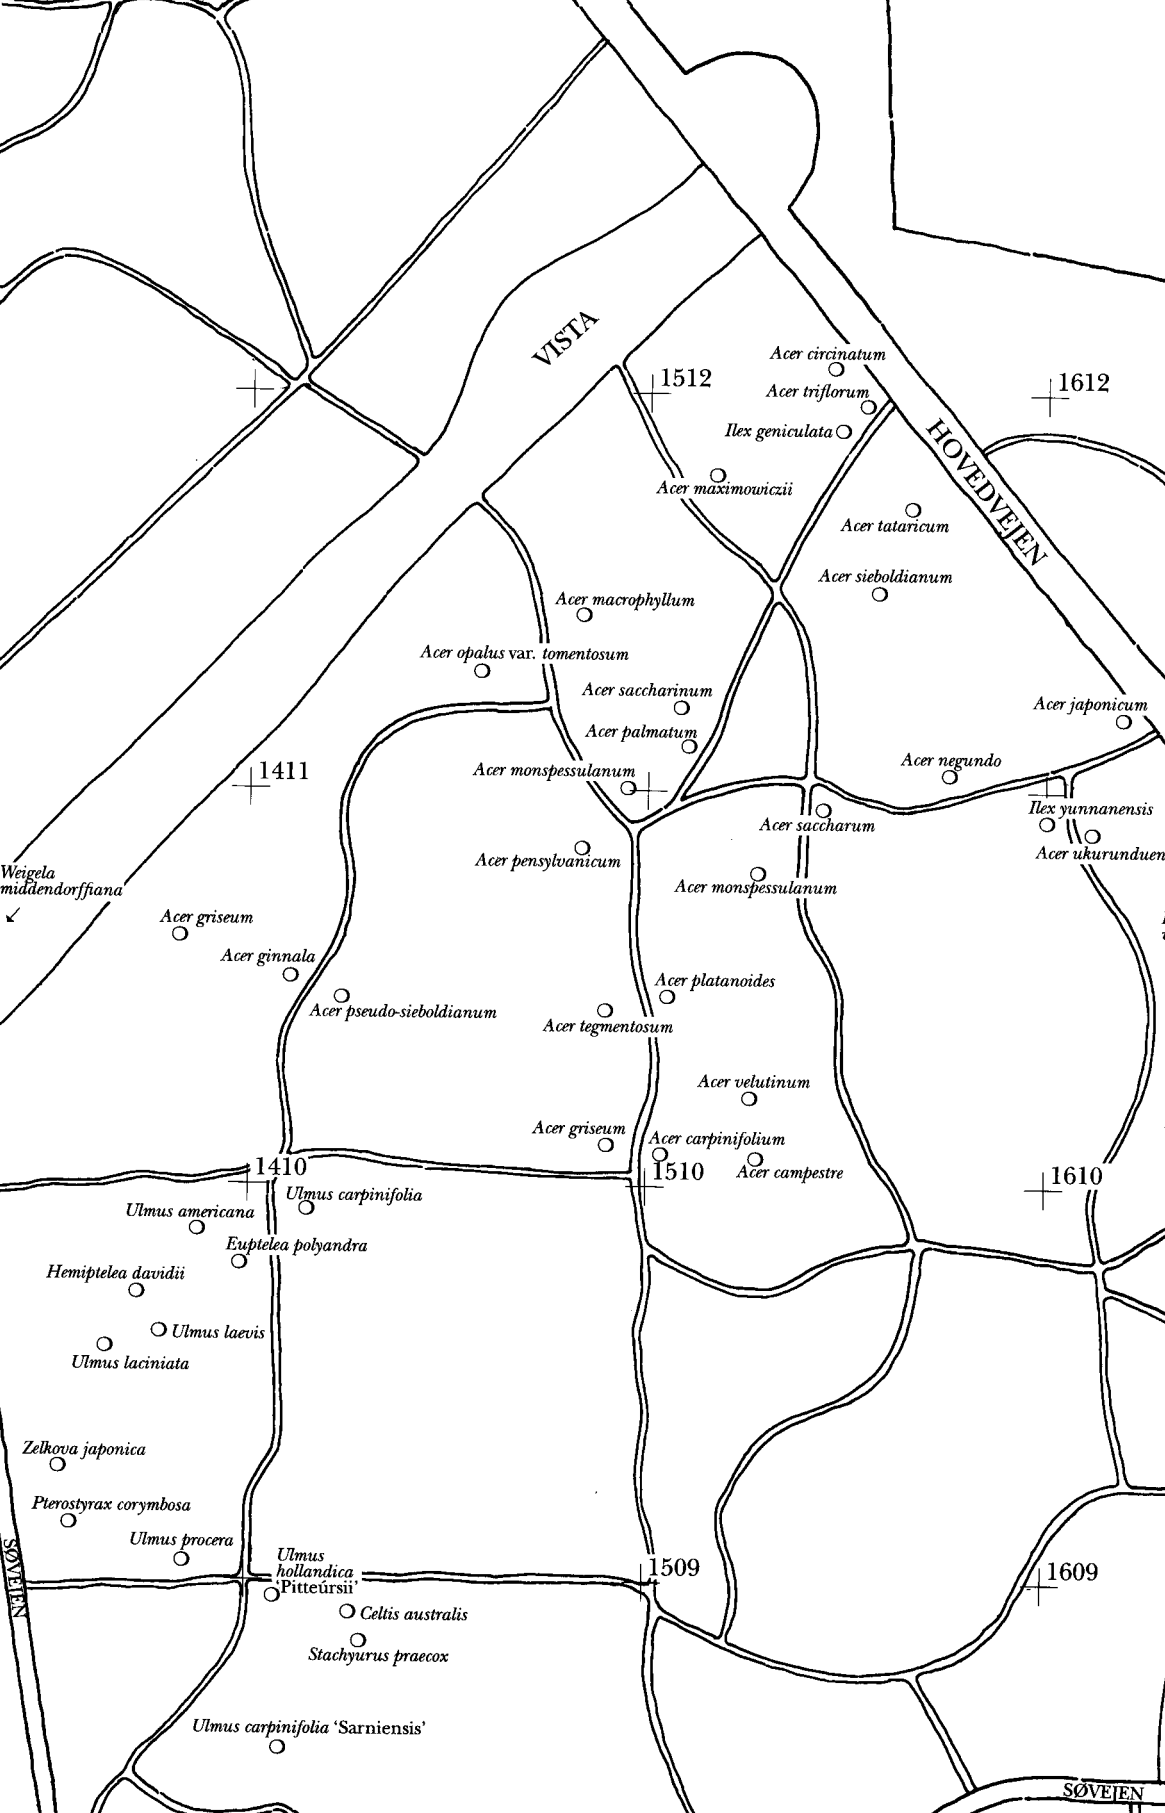 VISTA
Acer circinatum
1512
Acer triflorum
1612
Ilex geniculata
HOVEDVEJEN
Acer maximowiczii
Acer tataricum
Acer sieboldianum
Acer macrophyllum
Acer opalus var. tomentosum
Acer saccharinum
Acer japonicum
Acer palmatum
Acer negundo
1411
Acer monspessulanum
Ilex yunnanensis
Acer saccharum
Acer ukurunduen
Acer pensylvanicum
Weigela
middendorffiana
Acer monspessulanum
Acer griseum
Acer ginnala
Acer platanoides
Acer pseudo-sieboldianum
Acer tegmentosum
Acer velutinum
Acer griseum
Acer carpinifolium
1410
1510
Acer campestre
1610
Ulmus carpinifolia
Ulmus americana
Euptelea polyandra
Hemiptelea davidii
Ulmus laevis
Ulmus laciniata
Zelkova japonica
Pterostyrax corymbosa
Ulmus procera
SØVEJEN
Ulmus
hollandica
'Pitteúrsii'
1509
1609
Celtis australis
Stachyurus praecox
Ulmus carpinifolia 'Sarniensis'
SØVEJEN